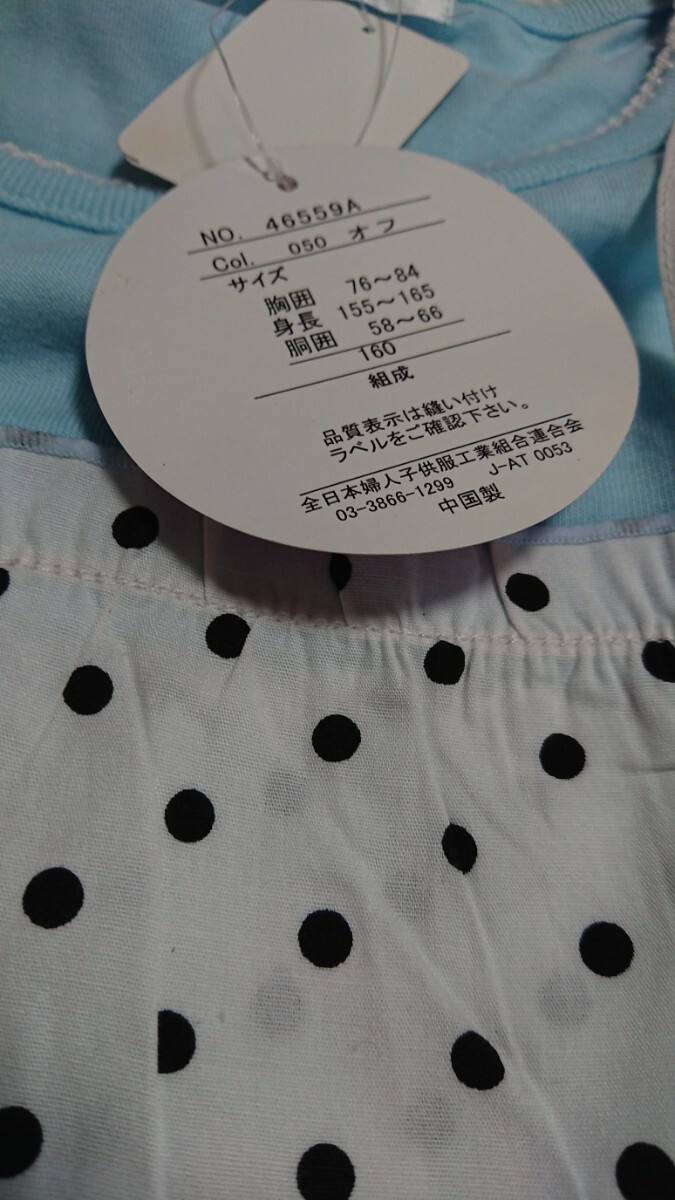 NO. 46559A
Col. 050 オフ
サイズ
胸囲 76～84
身長 155～165
胴囲 58～66
160
組成
品質表示は縫い付け
ラベルをご確認下さい。
全日本婦人子供服工業組合連合会
03-3866-1299 J-AT 0053
中国製